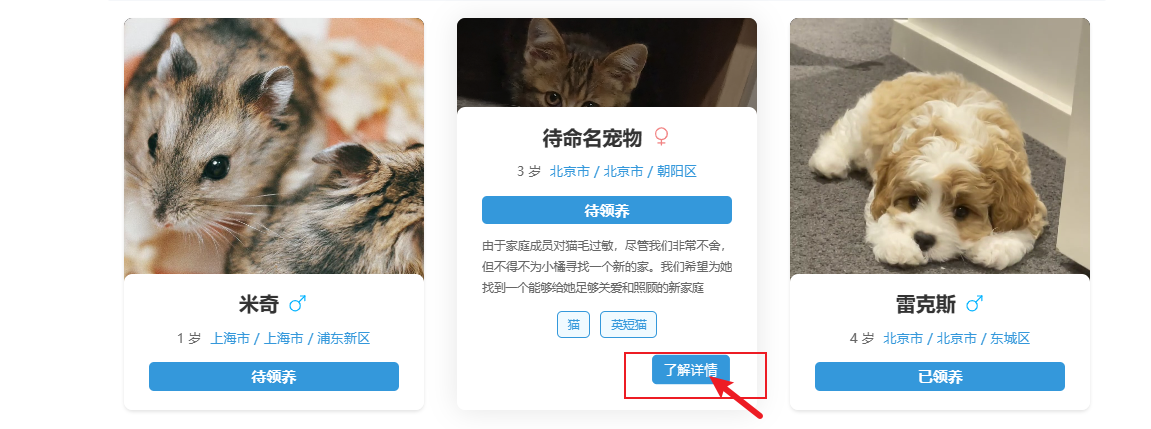 米奇
1 岁 上海市 / 上海市 / 浦东新区
待领养
待命名宠物
3 岁 北京市 / 北京市 / 朝阳区
待领养
由于家庭成员对猫毛过敏，尽管我们非常不舍，
但不得不为小橘寻找一个新的家。我们希望为她
找到一个能够给她足够关爱和照顾的新家庭
猫 英短猫
了解详情
雷克斯
4 岁 北京市 / 北京市 / 东城区
已领养